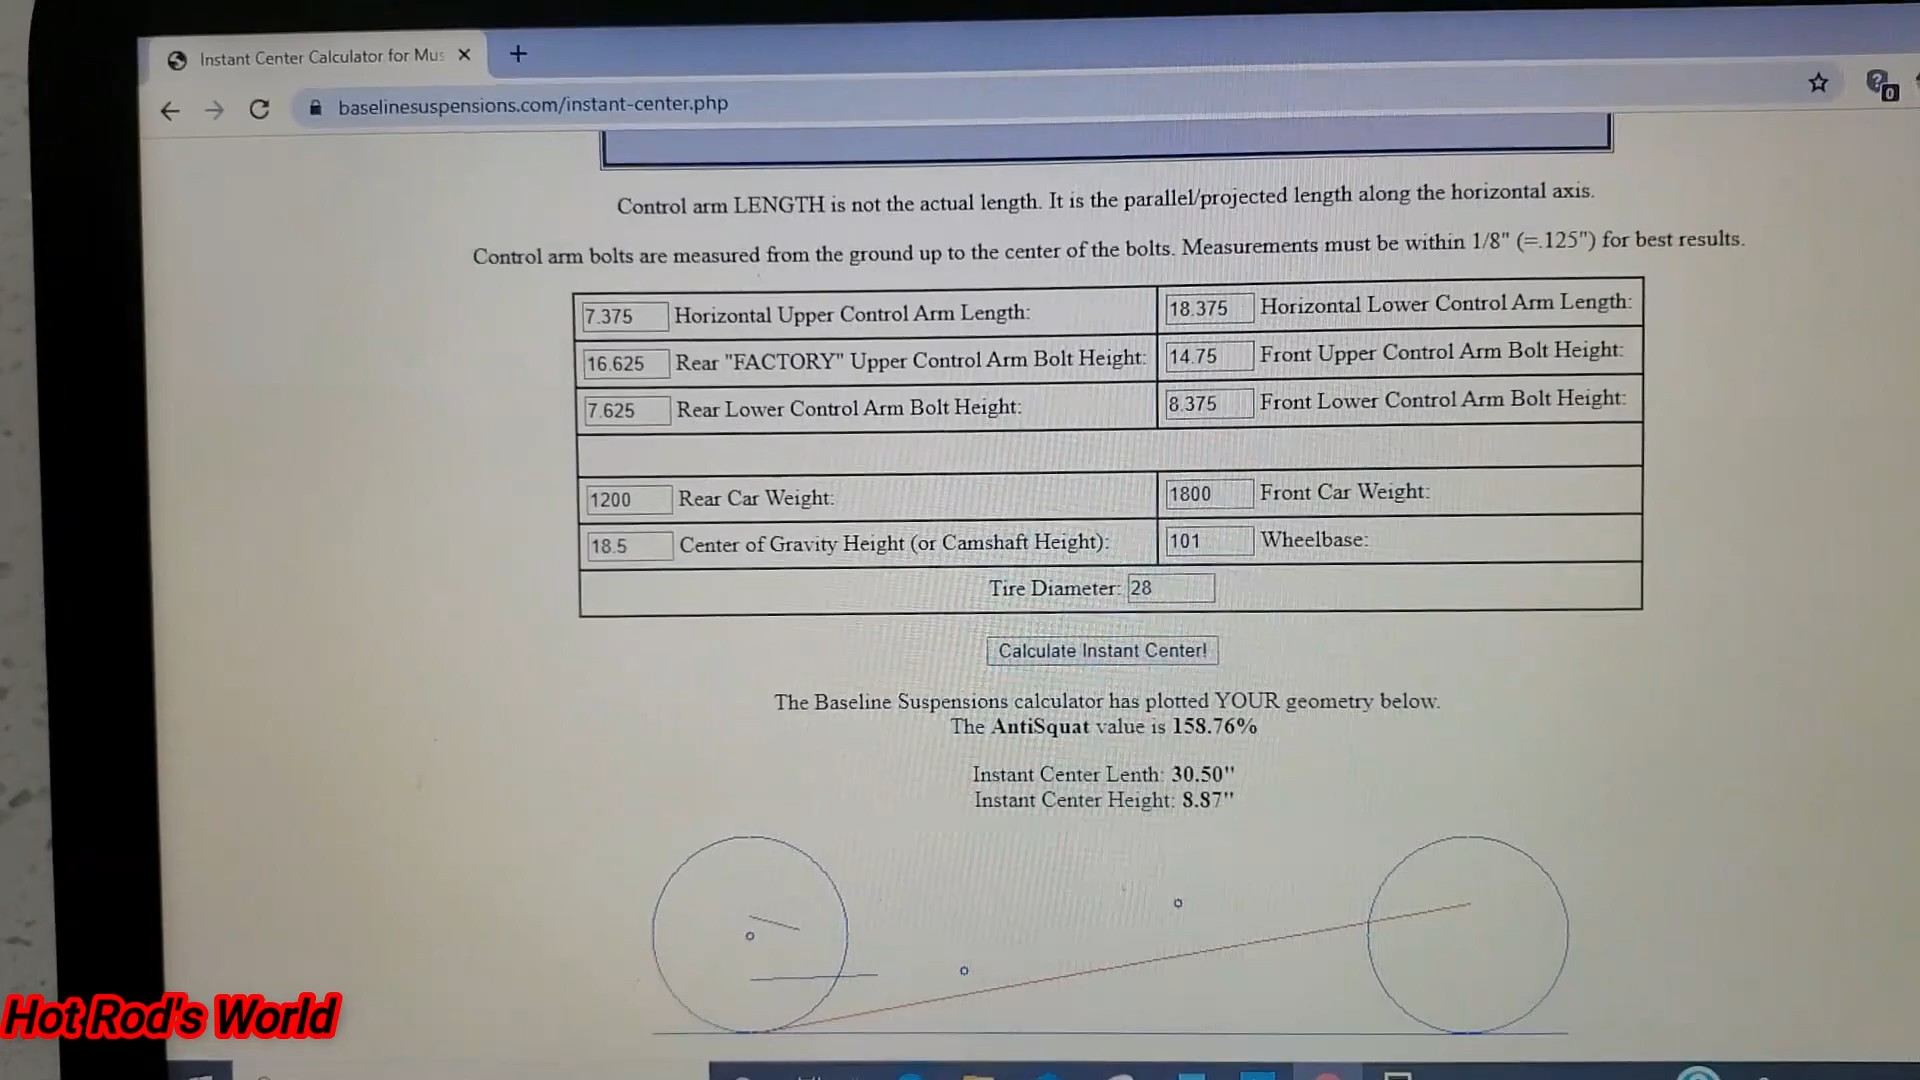 Instant Center Calculator for Mus
baselinesuspensions.com/instant-center.php
0
Control arm LENGTH is not the actual length. It is the parallel/projected length along the horizontal axis.
Control arm bolts are measured from the ground up to the center of the bolts. Measurements must be within 1/8" (=.125") for best results.
7.375 Horizontal Upper Control Arm Length: 18.375 Horizontal Lower Control Arm Length:
16.625 Rear "FACTORY" Upper Control Arm Bolt Height: 14.75 Front Upper Control Arm Bolt Height:
7.625 Rear Lower Control Arm Bolt Height: 8.375 Front Lower Control Arm Bolt Height:
1200 Rear Car Weight: 1800 Front Car Weight:
18.5 Center of Gravity Height (or Camshaft Height): 101 Wheelbase:
Tire Diameter: 28
Calculate Instant Center!
The Baseline Suspensions calculator has plotted YOUR geometry below.
The AntiSquat value is 158.76%
Instant Center Lenth: 30.50"
Instant Center Height: 8.87"
Hot Rod's World